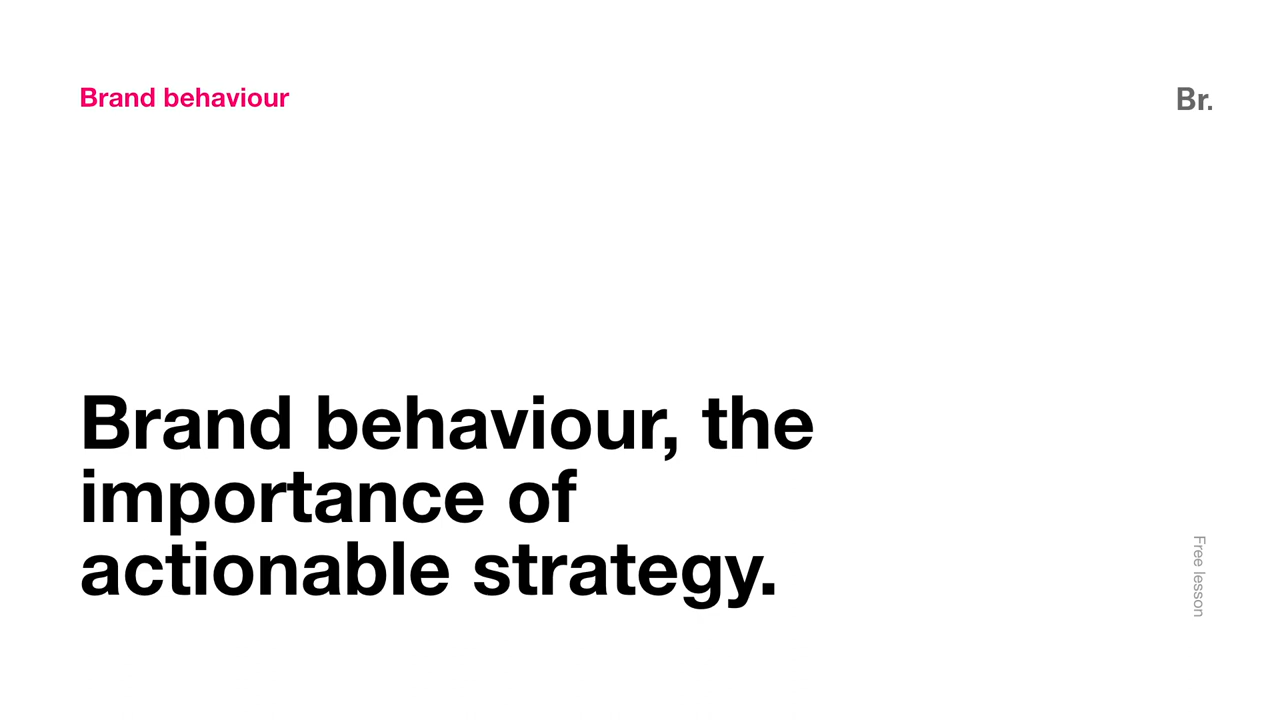 Brand behaviour
Br.
Brand behaviour, the
importance of
actionable strategy.
Free lesson